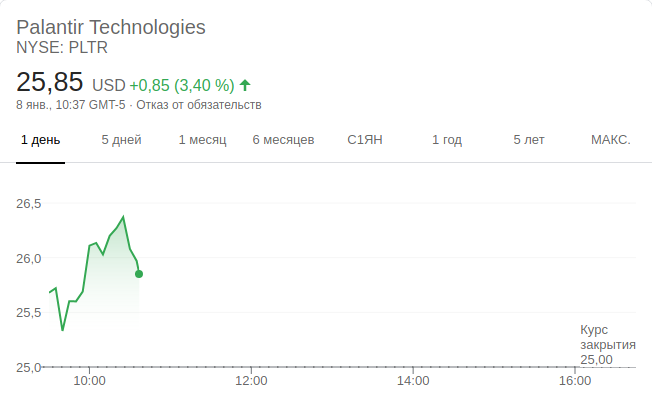 Palantir Technologies
NYSE: PLTR
25,85 USD +0,85 (3,40 %)
8 янв., 10:37 GMT-5 · Отказ от обязательств
1 день 5 дней 1 месяц 6 месяцев С1ЯН 1 год 5 лет МАКС.
26,5
26,0
25,5
Курс
закрытия
25,00
25,0
10:00 12:00 14:00 16:00